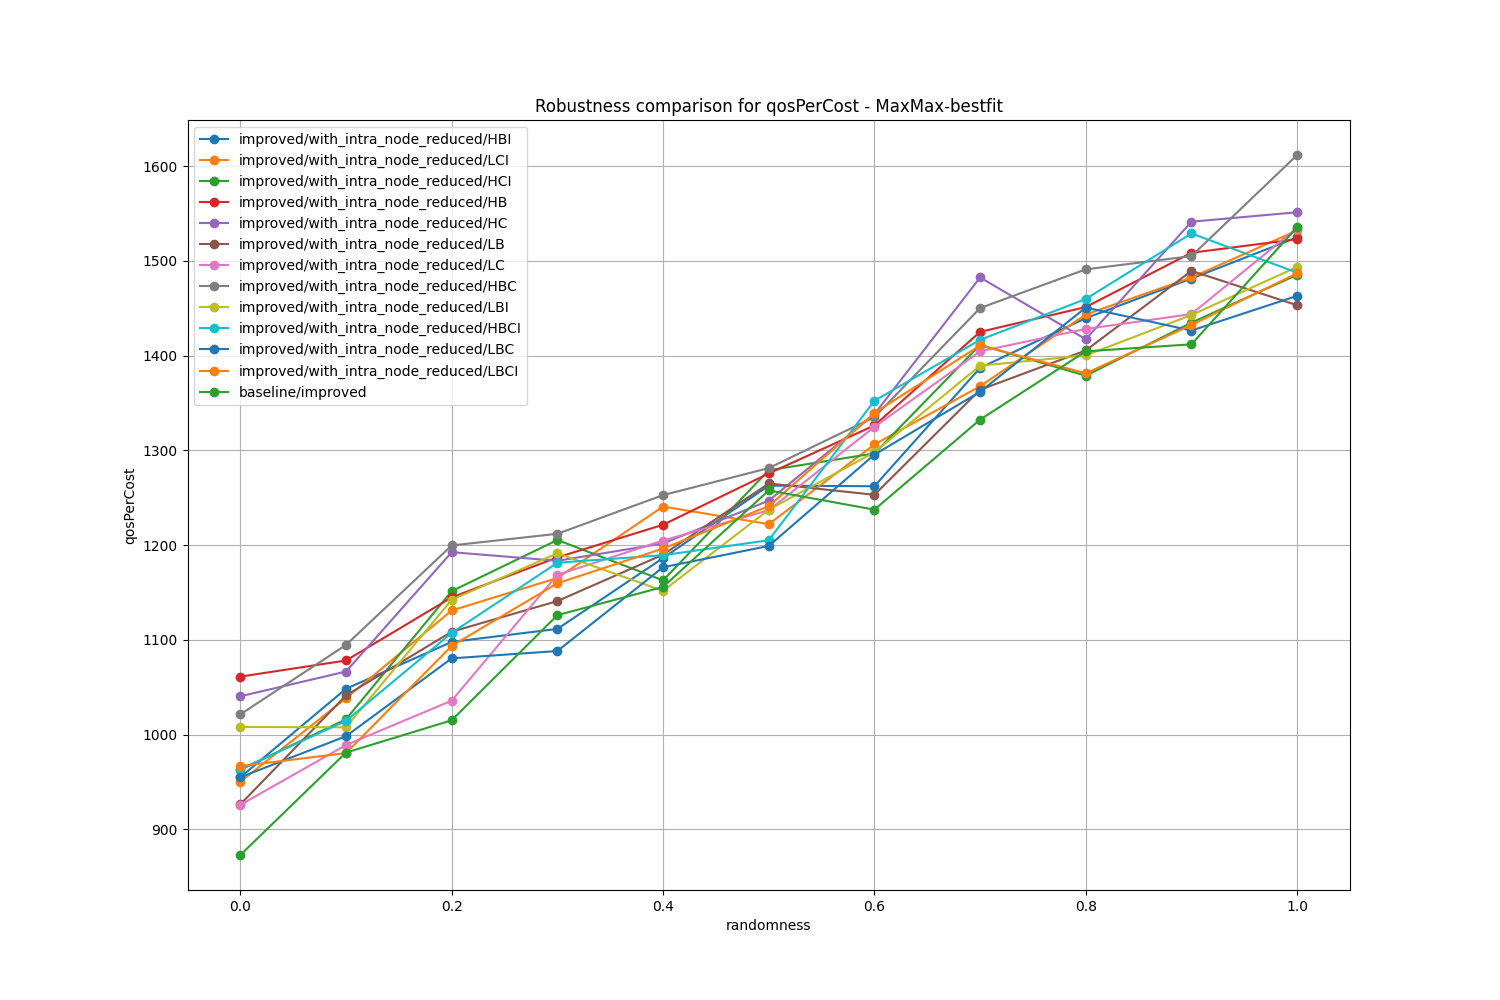 Robustness comparison for qosPerCost - MaxMax-bestfit
improved/with_intra_node_reduced/HBI
improved/with_intra_node_reduced/LCI
improved/with_intra_node_reduced/HCI
improved/with_intra_node_reduced/HB
improved/with_intra_node_reduced/HC
improved/with_intra_node_reduced/LB
improved/with_intra_node_reduced/LC
improved/with_intra_node_reduced/HBC
improved/with_intra_node_reduced/LBI
improved/with_intra_node_reduced/HBCI
improved/with_intra_node_reduced/LBC
improved/with_intra_node_reduced/LBCI
baseline/improved
1600
1500
1400
1300
1200
1100
1000
900
qosPerCost
0.0 0.2 0.4 0.6 0.8 1.0
randomness